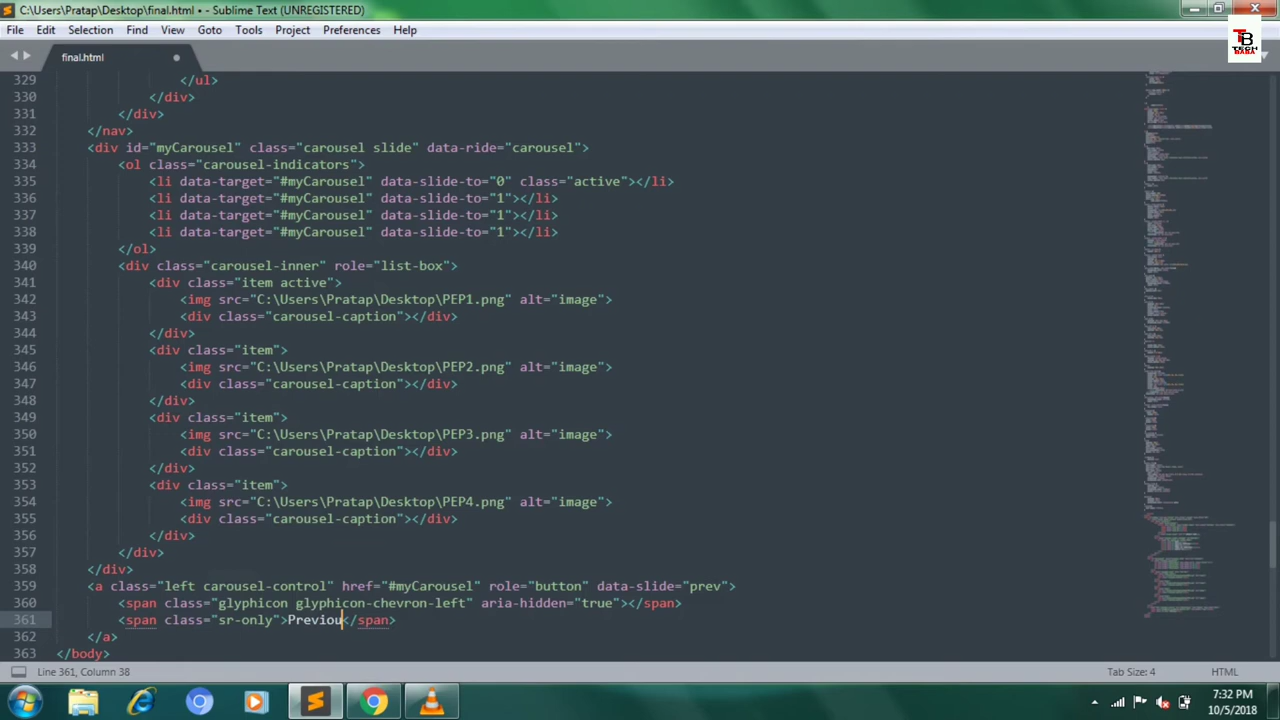 C:\Users\Pratap\Desktop\final.html • - Sublime Text (UNREGISTERED)
File Edit Selection Find View Goto Tools Project Preferences Help
TB
TECH
BABA
final.html
329 </ul>
330 </div>
331 </div>
332 </nav>
333 <div id="myCarousel" class="carousel slide" data-ride="carousel">
334 <ol class="carousel-indicators">
335 <li data-target="#myCarousel" data-slide-to="0" class="active"></li>
336 <li data-target="#myCarousel" data-slide-to="1"></li>
337 <li data-target="#myCarousel" data-slide-to="1"></li>
338 <li data-target="#myCarousel" data-slide-to="1"></li>
339 </ol>
340 <div class="carousel-inner" role="list-box">
341 <div class="item active">
342 <img src="C:\Users\Pratap\Desktop\PEP1.png" alt="image">
343 <div class="carousel-caption"></div>
344 </div>
345 <div class="item">
346 <img src="C:\Users\Pratap\Desktop\PEP2.png" alt="image">
347 <div class="carousel-caption"></div>
348 </div>
349 <div class="item">
350 <img src="C:\Users\Pratap\Desktop\PEP3.png" alt="image">
351 <div class="carousel-caption"></div>
352 </div>
353 <div class="item">
354 <img src="C:\Users\Pratap\Desktop\PEP4.png" alt="image">
355 <div class="carousel-caption"></div>
356 </div>
357 </div>
358 </div>
359 <a class="left carousel-control" href="#myCarousel" role="button" data-slide="prev">
360 <span class="glyphicon glyphicon-chevron-left" aria-hidden="true"></span>
361 <span class="sr-only">Previou</span>
362 </a>
363 </body>
Line 361, Column 38 Tab Size: 4 HTML
7:32 PM
10/5/2018